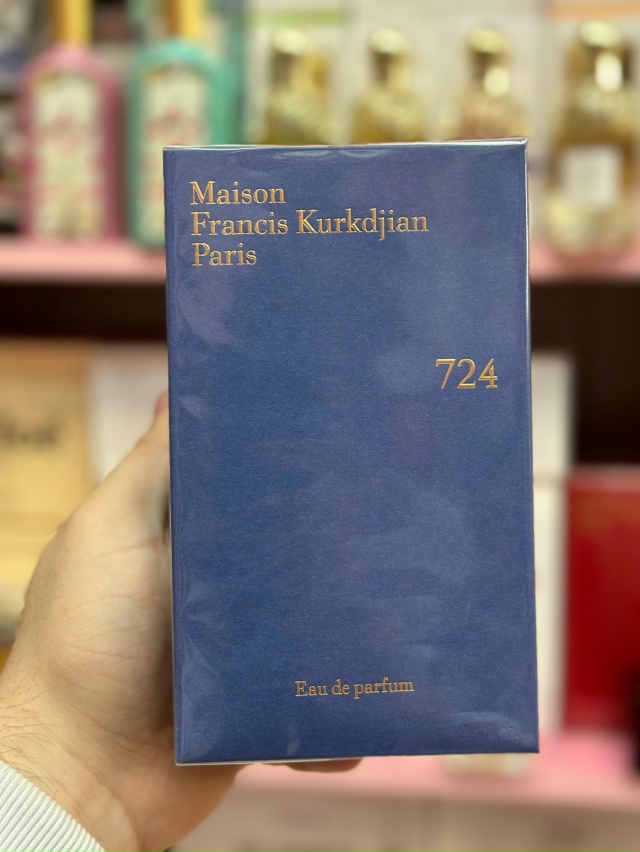 Maison
Francis Kurkdjian
Paris
724
Eau de parfum